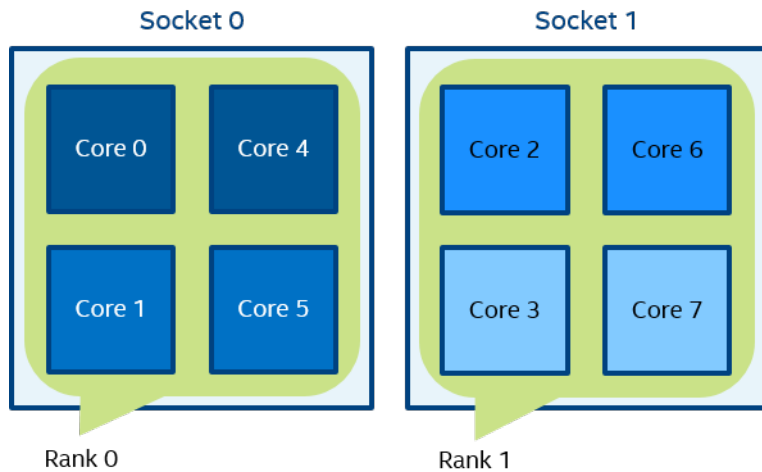 Socket 0
Socket 1
Core 0
Core 4
Core 2
Core 6
Core 1
Core 5
Core 3
Core 7
Rank 0
Rank 1